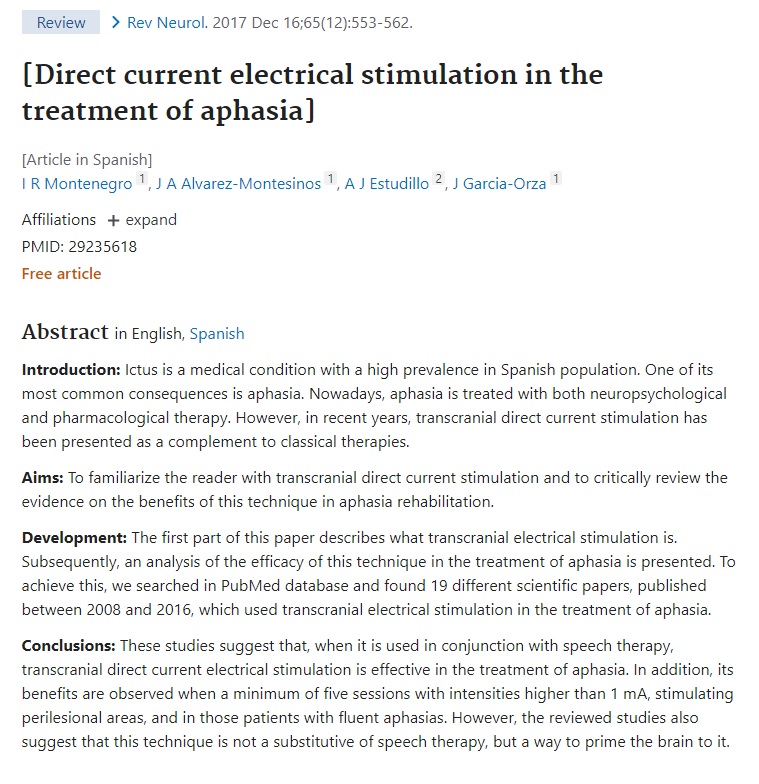 Review > Rev Neurol. 2017 Dec 16;65(12):553-562.
[Direct current electrical stimulation in the
treatment of aphasia]
[Article in Spanish]
I R Montenegro 1, J A Alvarez-Montesinos 1, A J Estudillo 2, J Garcia-Orza 1
Affiliations + expand
PMID: 29235618
Free article
Abstract in English, Spanish
Introduction: Ictus is a medical condition with a high prevalence in Spanish population. One of its
most common consequences is aphasia. Nowadays, aphasia is treated with both neuropsychological
and pharmacological therapy. However, in recent years, transcranial direct current stimulation has
been presented as a complement to classical therapies.
Aims: To familiarize the reader with transcranial direct current stimulation and to critically review the
evidence on the benefits of this technique in aphasia rehabilitation.
Development: The first part of this paper describes what transcranial electrical stimulation is.
Subsequently, an analysis of the efficacy of this technique in the treatment of aphasia is presented. To
achieve this, we searched in PubMed database and found 19 different scientific papers, published
between 2008 and 2016, which used transcranial electrical stimulation in the treatment of aphasia.
Conclusions: These studies suggest that, when it is used in conjunction with speech therapy,
transcranial direct current electrical stimulation is effective in the treatment of aphasia. In addition, its
benefits are observed when a minimum of five sessions with intensities higher than 1 mA, stimulating
perilesional areas, and in those patients with fluent aphasias. However, the reviewed studies also
suggest that this technique is not a substitutive of speech therapy, but a way to prime the brain to it.